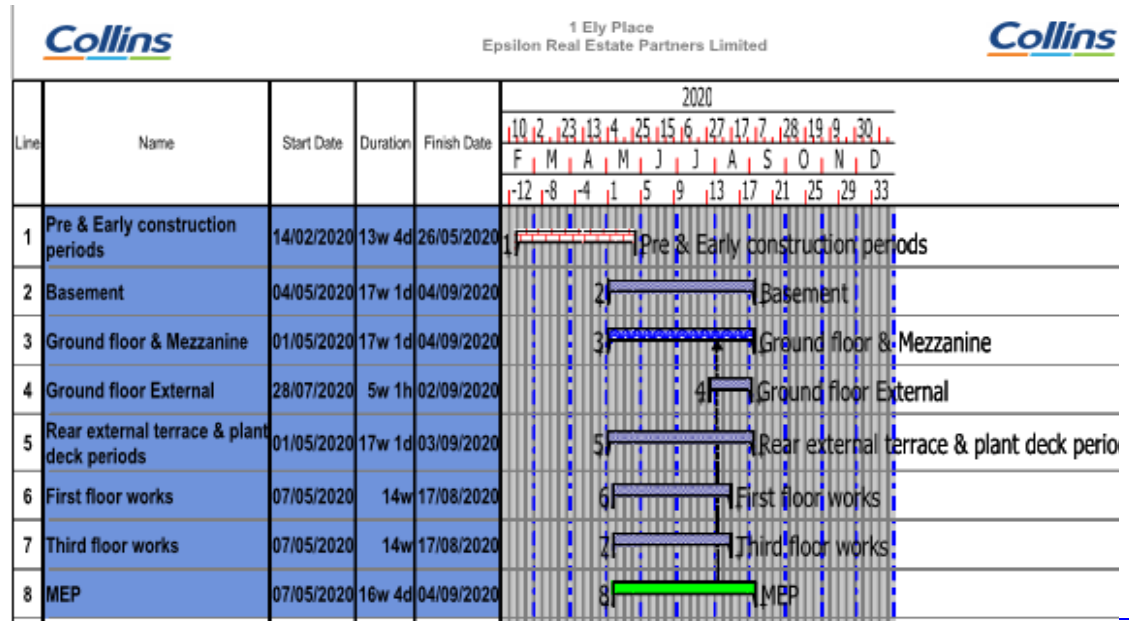 Collins
1 Ely Place
Epsilon Real Estate Partners Limited
Collins
Line Name Start Date Duration Finish Date
2020
10 2 23 13 4 25 15 6 27 17 7 28 19 9 30
F M A M J J A S O N D
-12 -8 -4 1 5 9 13 17 21 25 29 33
1 Pre & Early construction periods 14/02/2020 13w 4d 26/05/2020 1 Pre & Early construction periods
2 Basement 04/05/2020 17w 1d 04/09/2020 2 Basement
3 Ground floor & Mezzanine 01/05/2020 17w 1d 04/09/2020 3 Ground floor & Mezzanine
4 Ground floor External 28/07/2020 5w 1h 02/09/2020 4 Ground floor External
5 Rear external terrace & plant deck periods 01/05/2020 17w 1d 03/09/2020 5 Rear external terrace & plant deck perio
6 First floor works 07/05/2020 14w 17/08/2020 6 First floor works
7 Third floor works 07/05/2020 14w 17/08/2020 7 Third floor works
8 MEP 07/05/2020 16w 4d 04/09/2020 8 MEP